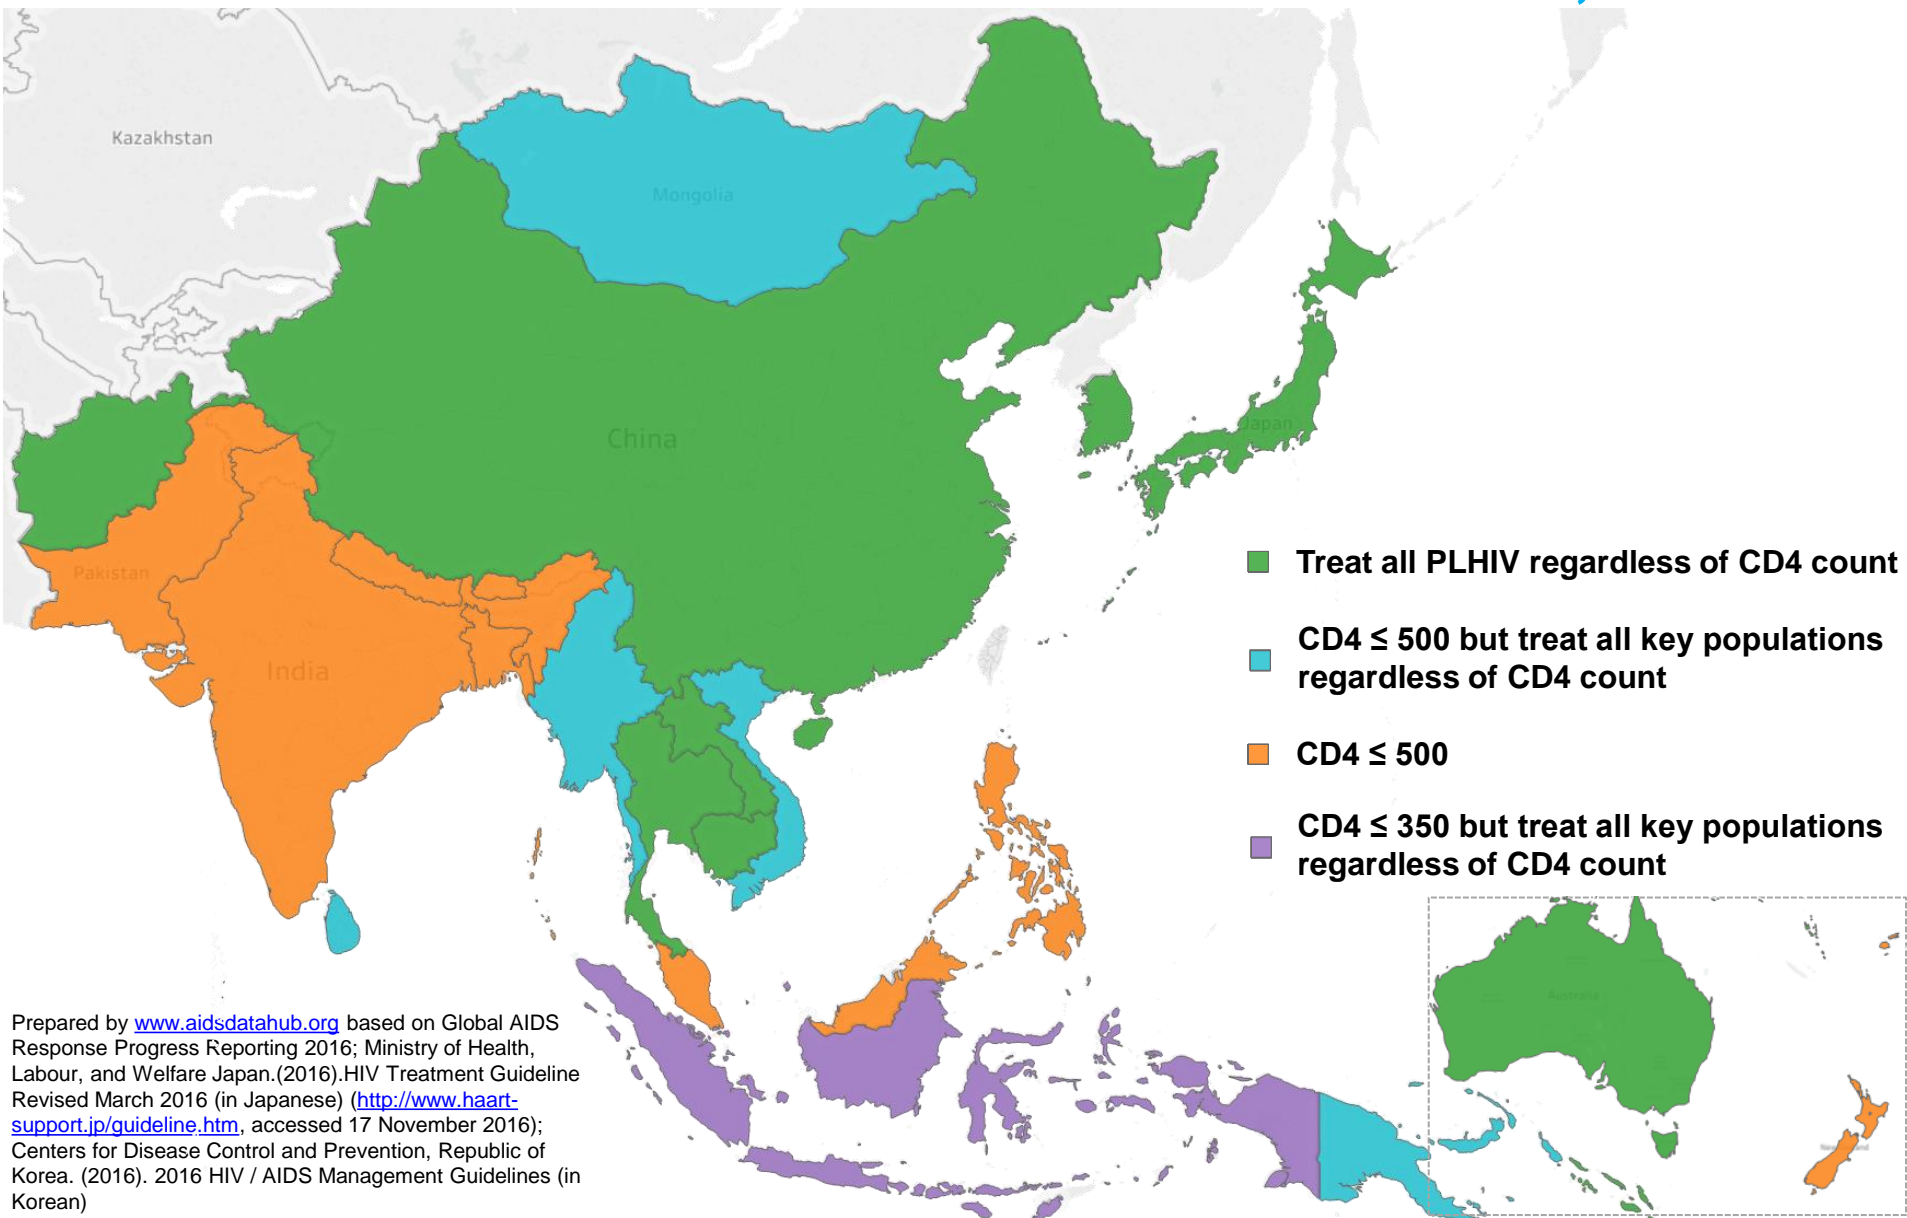 Kazakhstan
Mongolia
China
Japan
Pakistan
India
Treat all PLHIV regardless of CD4 count
CD4 ≤ 500 but treat all key populations
regardless of CD4 count
CD4 ≤ 500
CD4 ≤ 350 but treat all key populations
regardless of CD4 count
Australia
Prepared by www.aidsdatahub.org based on Global AIDS
Response Progress Reporting 2016; Ministry of Health,
Labour, and Welfare Japan.(2016).HIV Treatment Guideline
Revised March 2016 (in Japanese) (http://www.haart-
support.jp/guideline.htm, accessed 17 November 2016);
Centers for Disease Control and Prevention, Republic of
Korea. (2016). 2016 HIV / AIDS Management Guidelines (in
Korean)